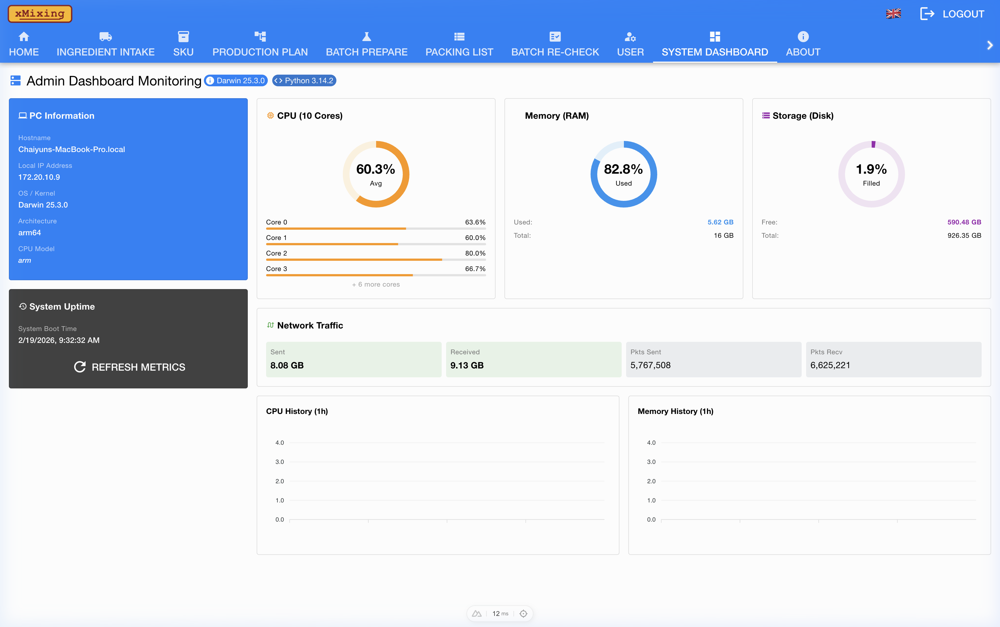 xMixing
LOGOUT
HOME
INGREDIENT INTAKE
SKU
PRODUCTION PLAN
BATCH PREPARE
PACKING LIST
BATCH RE-CHECK
USER
SYSTEM DASHBOARD
ABOUT
Admin Dashboard Monitoring
Darwin 25.3.0
Python 3.14.2
PC Information
Hostname
Chaiyuns-MacBook-Pro.local
Local IP Address
172.20.10.9
OS / Kernel
Darwin 25.3.0
Architecture
arm64
CPU Model
arm
System Uptime
System Boot Time
2/19/2026, 9:32:32 AM
REFRESH METRICS
CPU (10 Cores)
60.3%
Avg
Core 0 63.6%
Core 1 60.0%
Core 2 80.0%
Core 3 66.7%
+ 6 more cores
Memory (RAM)
82.8%
Used
Used: 5.62 GB
Total: 16 GB
Storage (Disk)
1.9%
Filled
Free: 590.48 GB
Total: 926.35 GB
Network Traffic
Sent
8.08 GB
Received
9.13 GB
Pkts Sent
5,767,508
Pkts Recv
6,625,221
CPU History (1h)
4.0
3.0
2.0
1.0
0.0
Memory History (1h)
4.0
3.0
2.0
1.0
0.0
12 ms